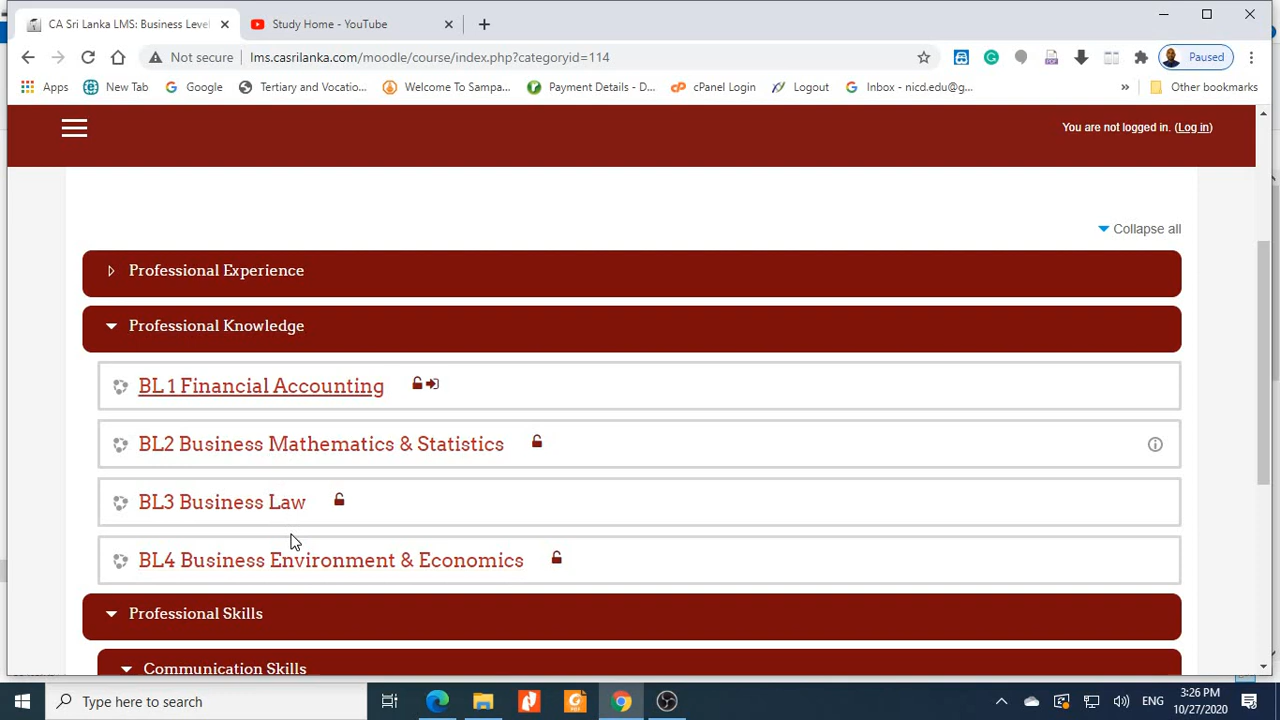 CA Sri Lanka LMS: Business Level
Study Home - YouTube
Not secure
lms.casrilanka.com/moodle/course/index.php?categoryid=114
Paused
Apps
New Tab
Google
Tertiary and Vocatio...
Welcome To Sampa...
Payment Details - D...
cPanel Login
Logout
Inbox - nicd.edu@g...
Other bookmarks
You are not logged in. (Log in)
Collapse all
Professional Experience
Professional Knowledge
BL 1 Financial Accounting
BL2 Business Mathematics & Statistics
BL3 Business Law
BL4 Business Environment & Economics
Professional Skills
Communication Skills
Type here to search
ENG
3:26 PM
10/27/2020